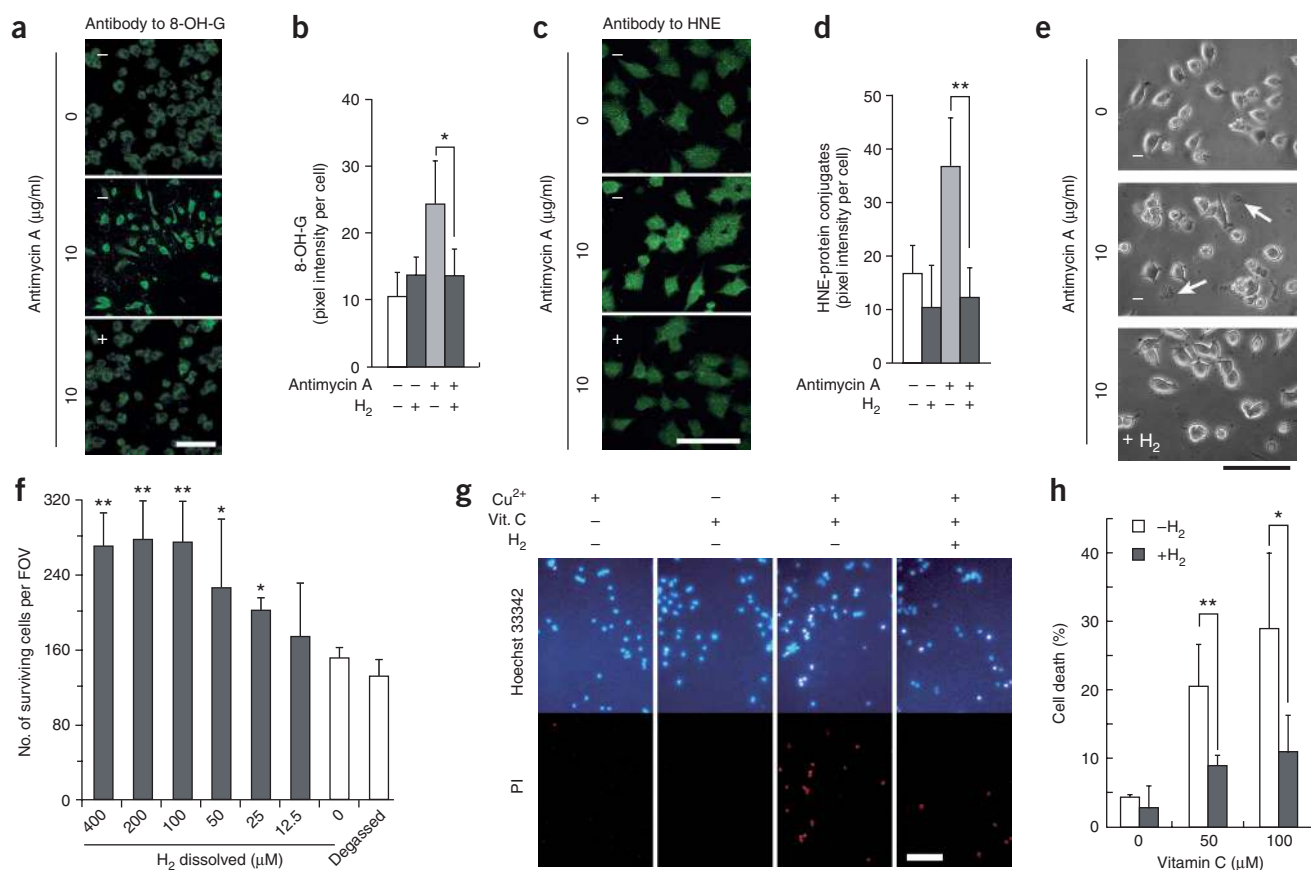 a
Antibody to 8-OH-G
Antimycin A (µg/ml)
0
10
10
–
–
+
b
8-OH-G
(pixel intensity per cell)
40
30
20
10
0
Antimycin A – – + +
H2 – + – +
*
c
Antibody to HNE
Antimycin A (µg/ml)
0
10
10
–
–
+
d
HNE-protein conjugates
(pixel intensity per cell)
50
40
30
20
10
0
**
Antimycin A – – + +
H2 – + – +
e
Antimycin A (µg/ml)
0
10
10
–
–
+ H2
f
No. of surviving cells per FOV
320
240
160
80
0
** ** ** * *
400 200 100 50 25 12.5 0 Degassed
H2 dissolved (µM)
g
Cu2+ + – + +
Vit. C – + + +
H2 – – – +
Hoechst 33342
PI
h
–H2
+H2
Cell death (%)
40
30
20
10
0
**
*
0 50 100
Vitamin C (µM)